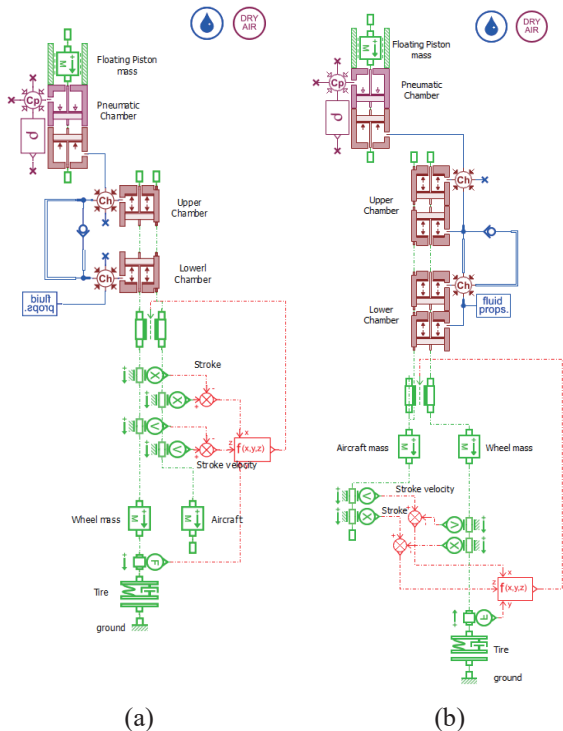 DRY
AIR
Floating Piston
mass
M
Cp
Pneumatic
Chamber
ρ
Ch
Upper
Chamber
Ch
Lowerl
Chamber
fluid
props.
Stroke
X
X
V
V
x
z
f(x,y,z)
y
Stroke velocity
Wheel mass
M
M
Aircraft
F
Tire
ground
(a)
DRY
AIR
Floating Piston
mass
M
Cp
Pneumatic
Chamber
ρ
Ch
Upper
Chamber
Ch
Lower
Chamber
fluid
props.
Aircraft mass
M
M
Wheel mass
Stroke velocity
V
Stroke
X
V
X
x
z
f(x,y,z)
y
F
Tire
ground
(b)